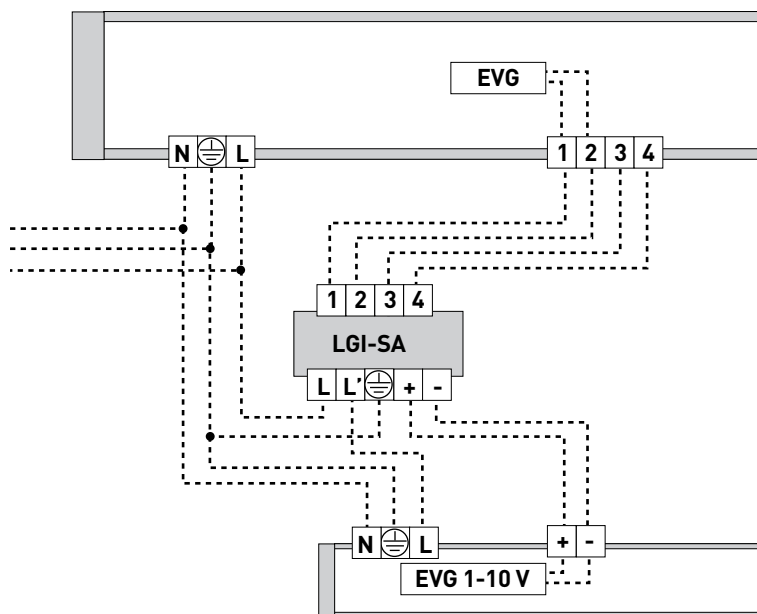 EVG
N L
1 2 3 4
1 2 3 4
LGI-SA
L L’ + -
N L
+ -
EVG 1-10 V